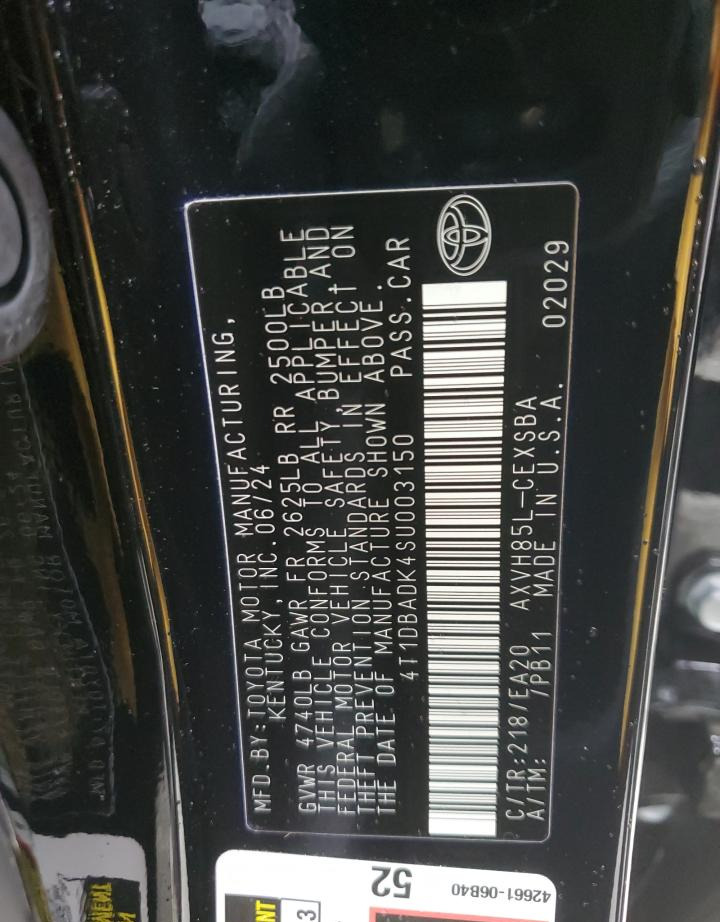 MFD. BY: TOYOTA MOTOR MANUFACTURING,
KENTUCKY, INC. 06/24
GVWR 4740LB GAWR FR 2625LB RR 2500LB
THIS VEHICLE CONFORMS TO ALL APPLICABLE
FEDERAL MOTOR VEHICLE SAFETY, BUMPER AND
THEFT PREVENTION STANDARDS IN EFFECT ON
THE DATE OF MANUFACTURE SHOWN ABOVE.
4T1DBADK4SU003150 PASS.CAR
C/TR:218/EA20 AXVH85L-CEXSBA
A/TM: /PB11 MADE IN U.S.A. 02029
52
42661-06B40
3